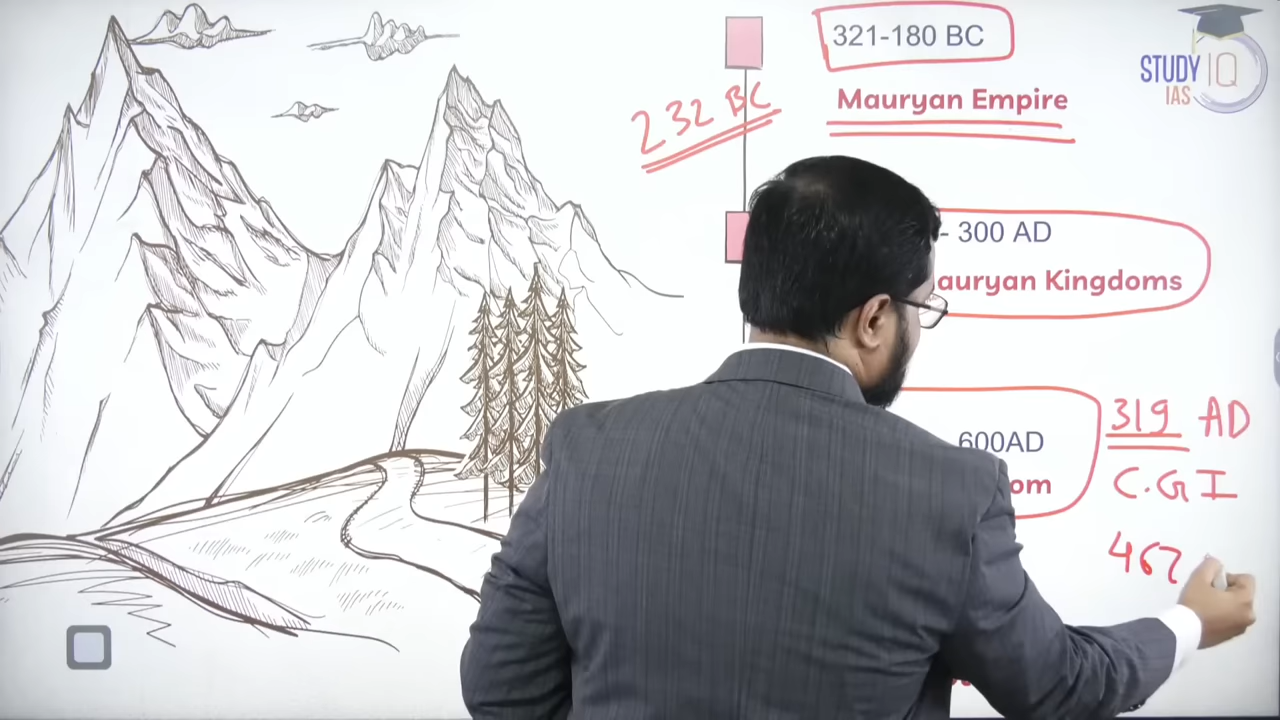 321-180 BC
Mauryan Empire
232 BC
STUDY IQ
IAS
- 300 AD
auryan Kingdoms
600AD
om
319 AD
C.G I
467